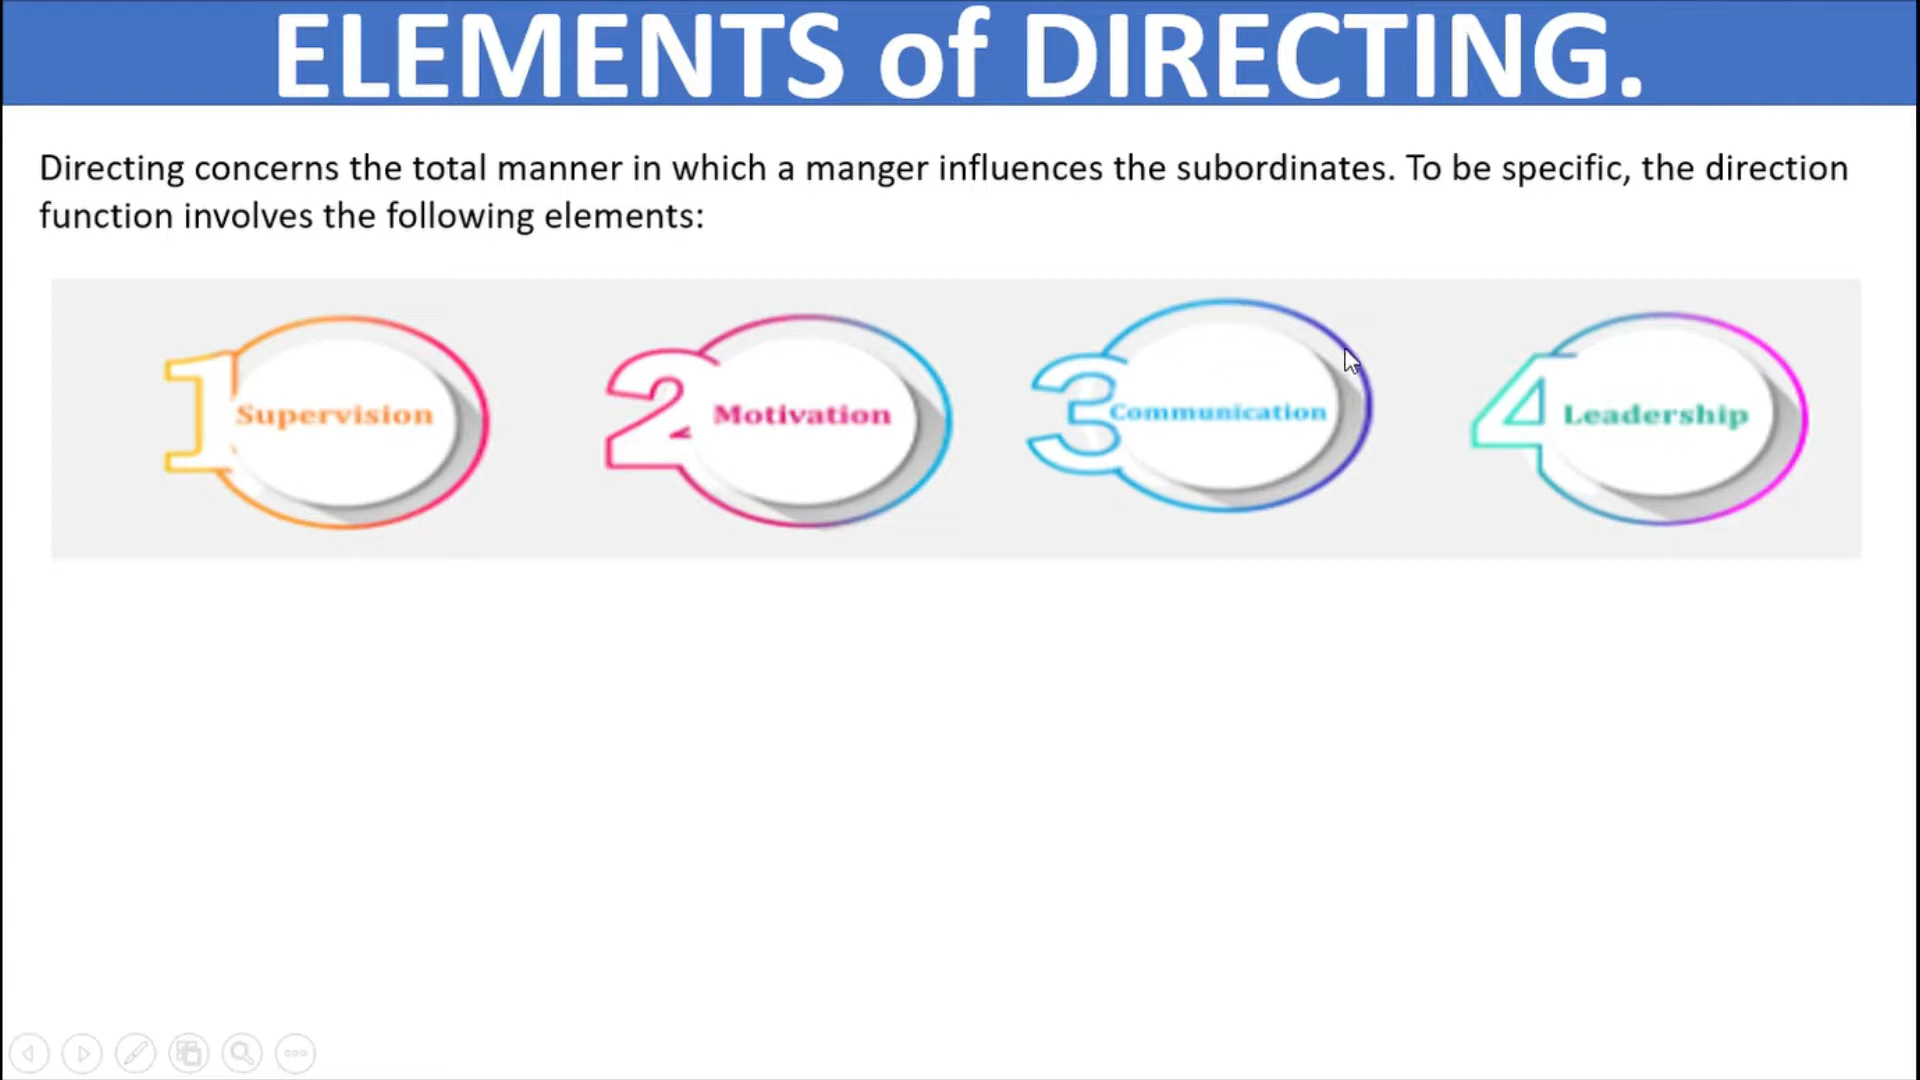 ELEMENTS of DIRECTING.
Directing concerns the total manner in which a manger influences the subordinates. To be specific, the direction
function involves the following elements:
1 Supervision
2 Motivation
3 Communication
4 Leadership